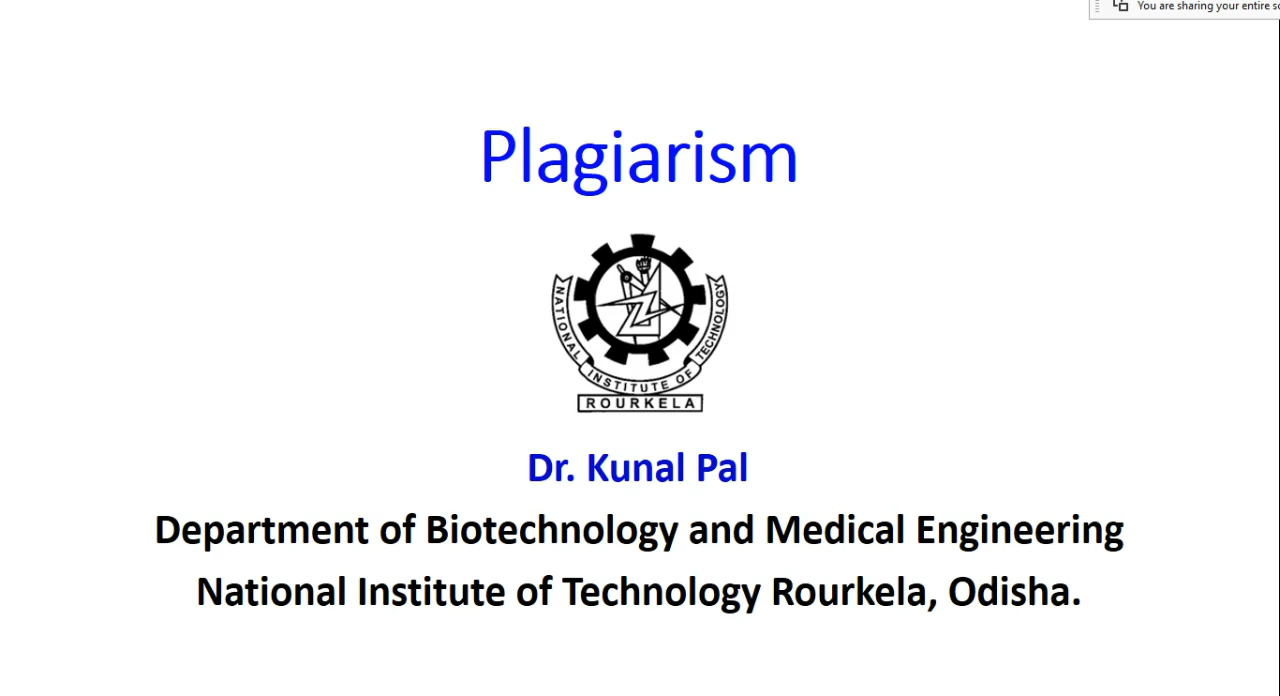 You are sharing your entire sc
Plagiarism
NATIONAL INSTITUTE OF TECHNOLOGY
ROURKELA
Dr. Kunal Pal
Department of Biotechnology and Medical Engineering
National Institute of Technology Rourkela, Odisha.